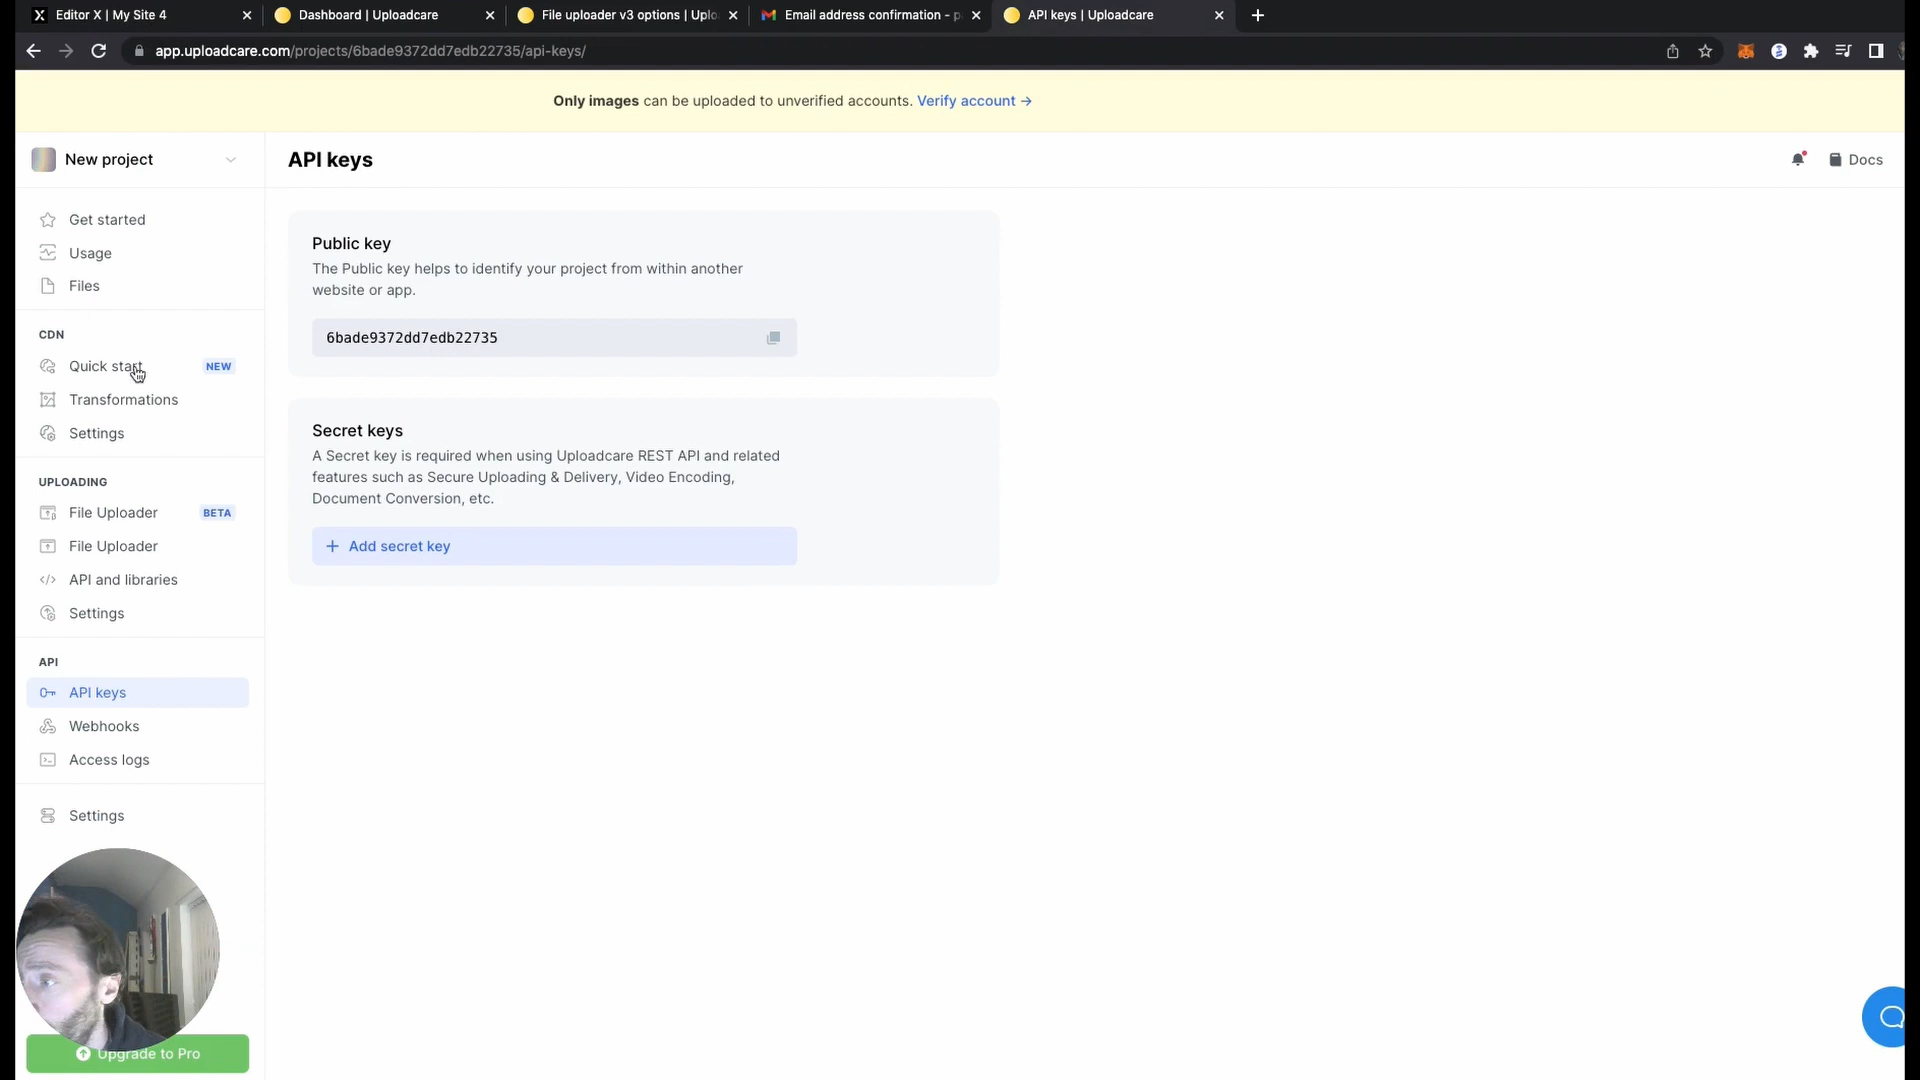 Editor X | My Site 4
Dashboard | Uploadcare
File uploader v3 options | Uplo
Email address confirmation - p
API keys | Uploadcare
app.uploadcare.com/projects/6bade9372dd7edb22735/api-keys/
Only images can be uploaded to unverified accounts. Verify account →
New project
API keys
Docs
Get started
Usage
Files
CDN
Quick start NEW
Transformations
Settings
UPLOADING
File Uploader BETA
File Uploader
API and libraries
Settings
API
API keys
Webhooks
Access logs
Settings
Upgrade to Pro
Public key
The Public key helps to identify your project from within another
website or app.
6bade9372dd7edb22735
Secret keys
A Secret key is required when using Uploadcare REST API and related
features such as Secure Uploading & Delivery, Video Encoding,
Document Conversion, etc.
+ Add secret key